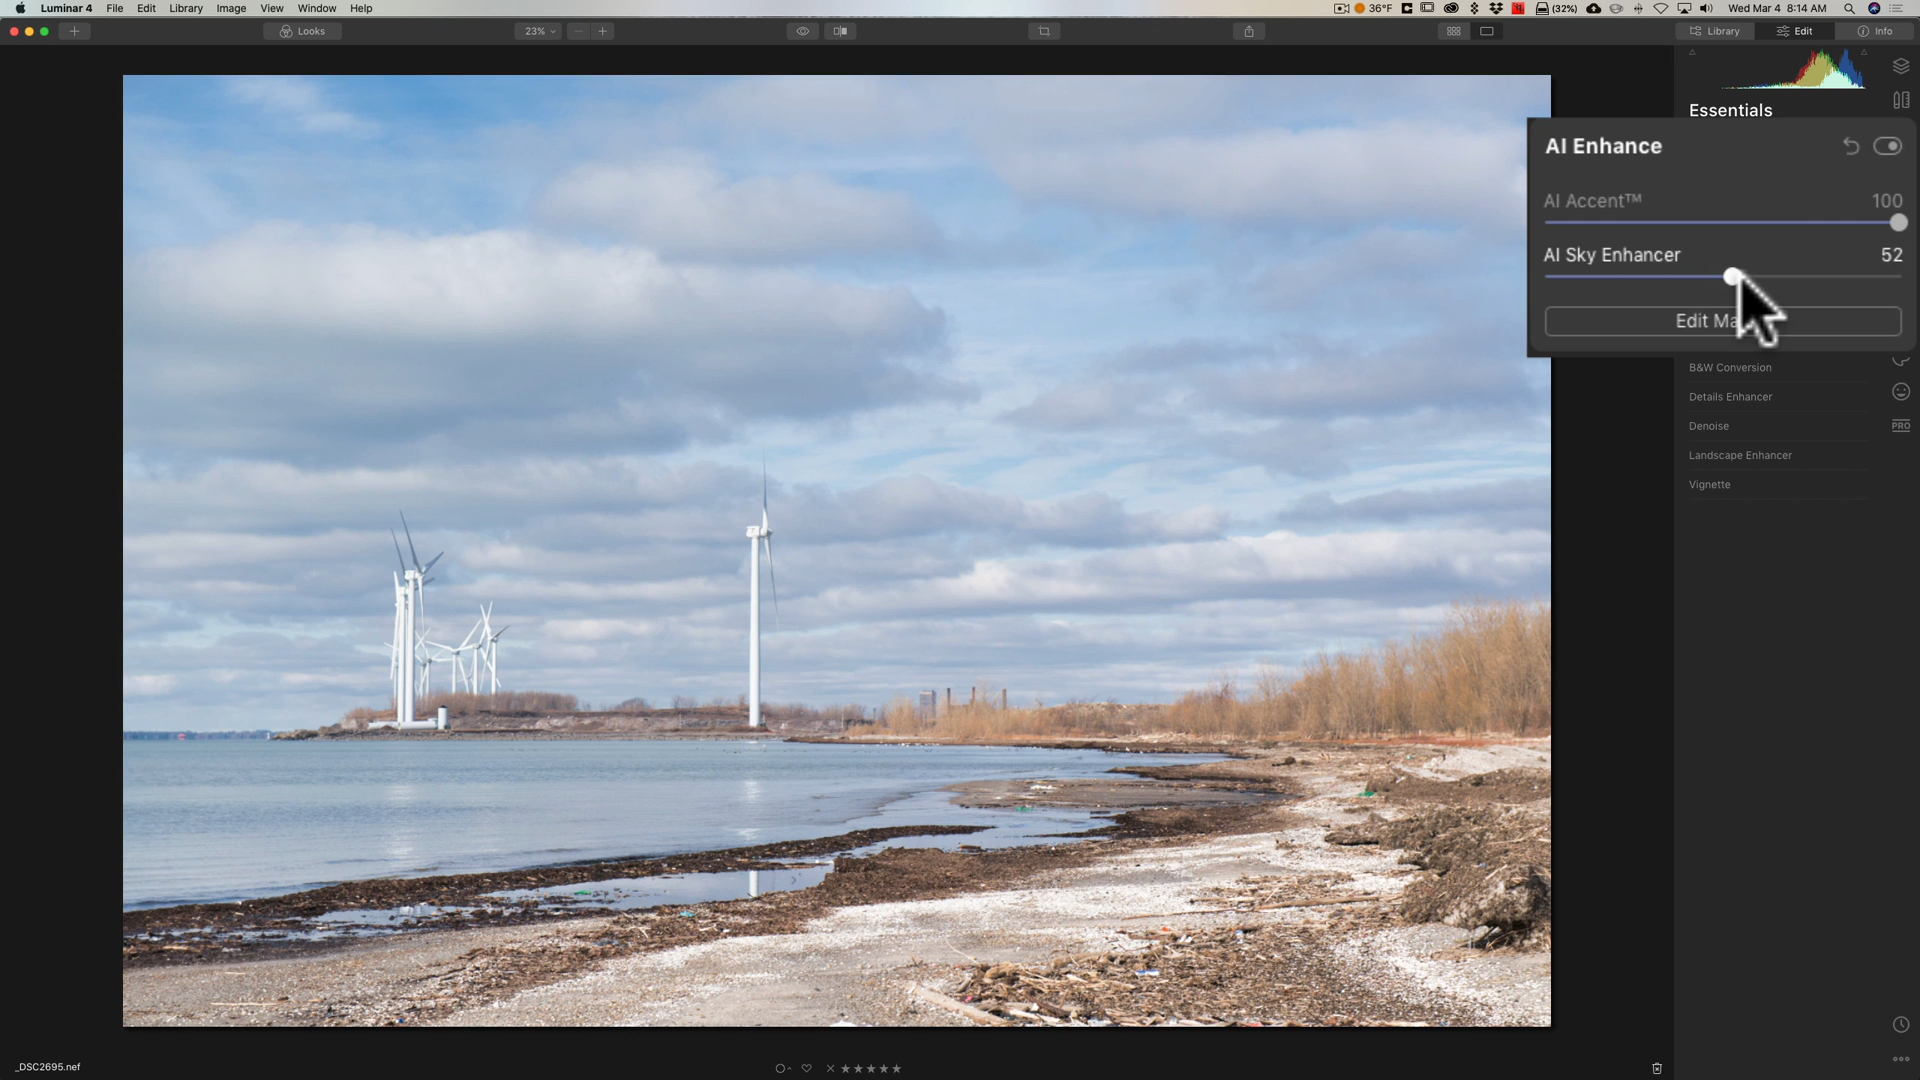 Luminar 4 File Edit Library Image View Window Help
36°F (32%) Wed Mar 4 8:14 AM
Looks 23% Library Edit Info
Essentials
AI Enhance
AI Accent™ 100
AI Sky Enhancer 52
Edit Ma
B&W Conversion
Details Enhancer
Denoise
PRO
Landscape Enhancer
Vignette
_DSC2695.nef